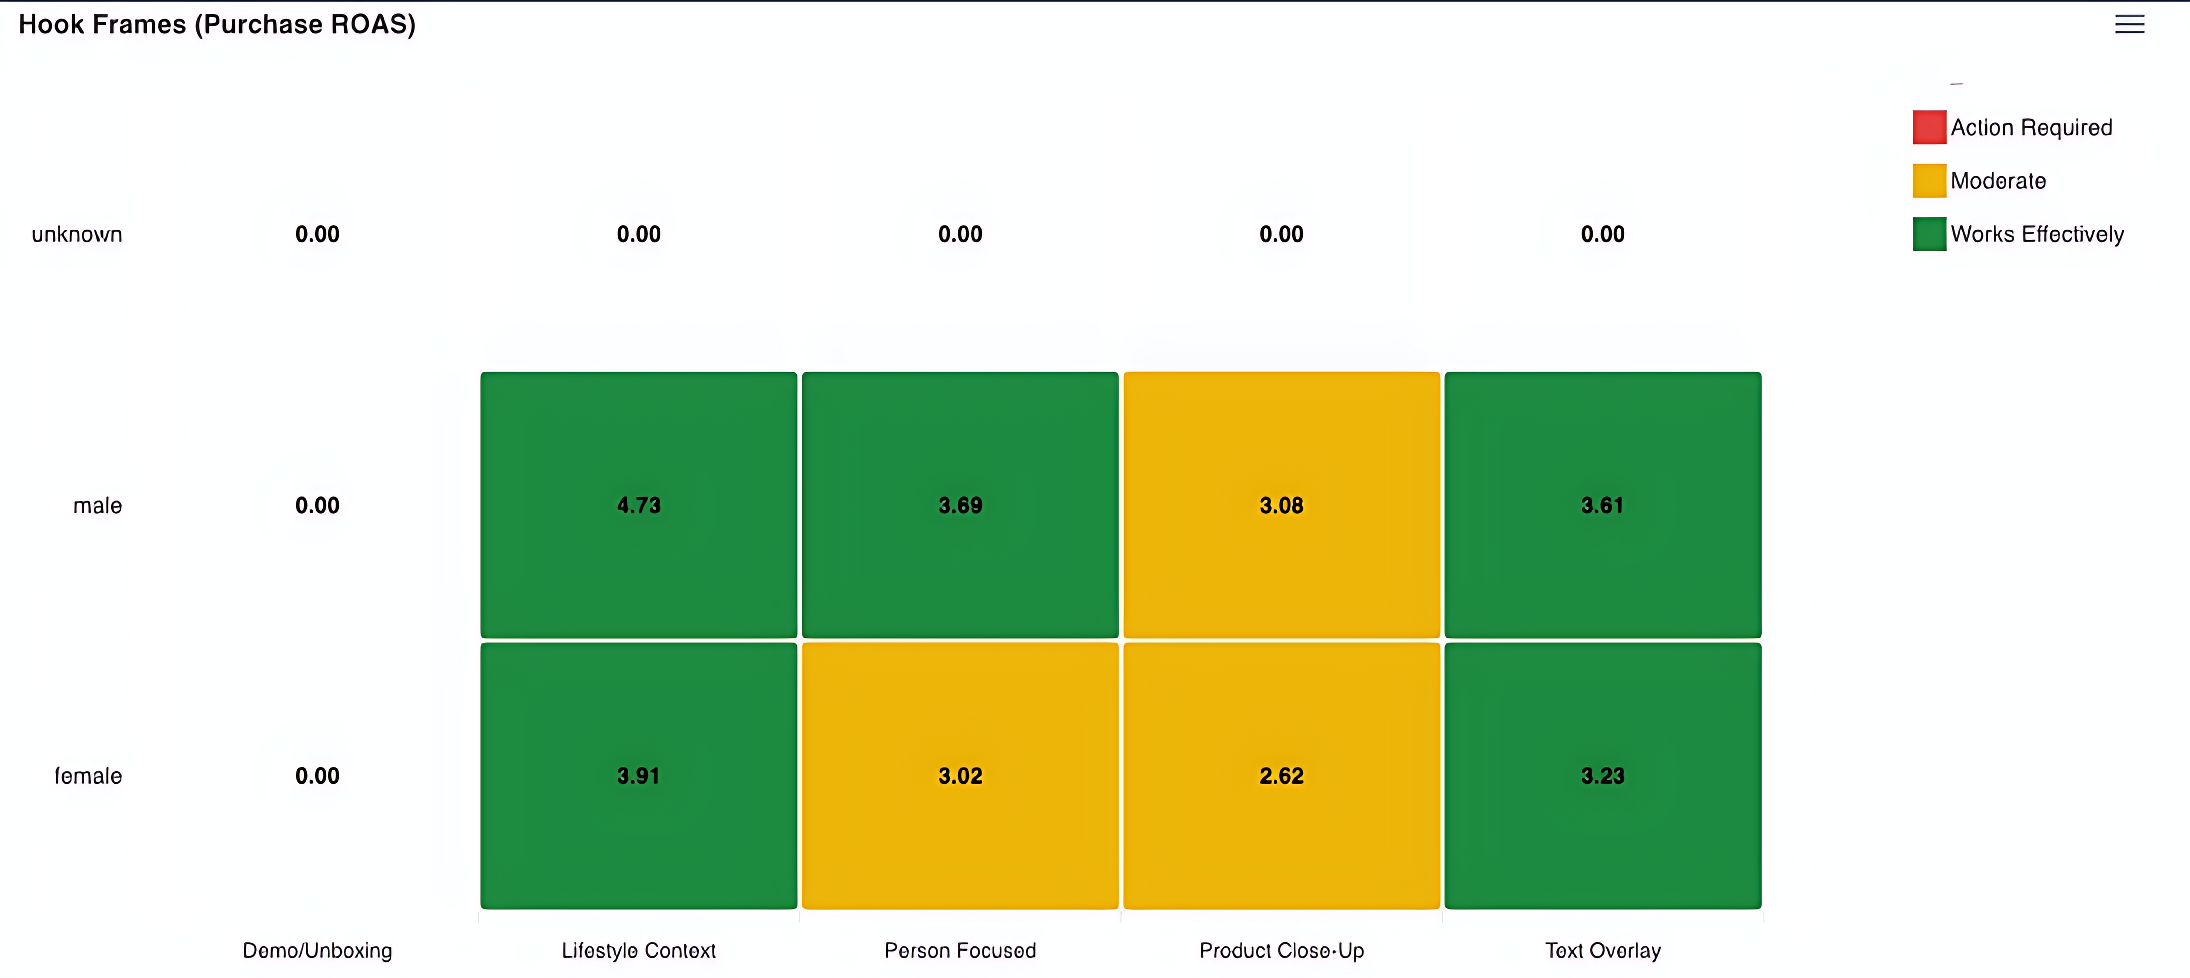 Hook Frames (Purchase ROAS)
Action Required
Moderate
Works Effectively
unknown 0.00 0.00 0.00 0.00 0.00
male 0.00 4.73 3.69 3.08 3.61
female 0.00 3.91 3.02 2.62 3.23
Demo/Unboxing Lifestyle Context Person Focused Product Close-Up Text Overlay